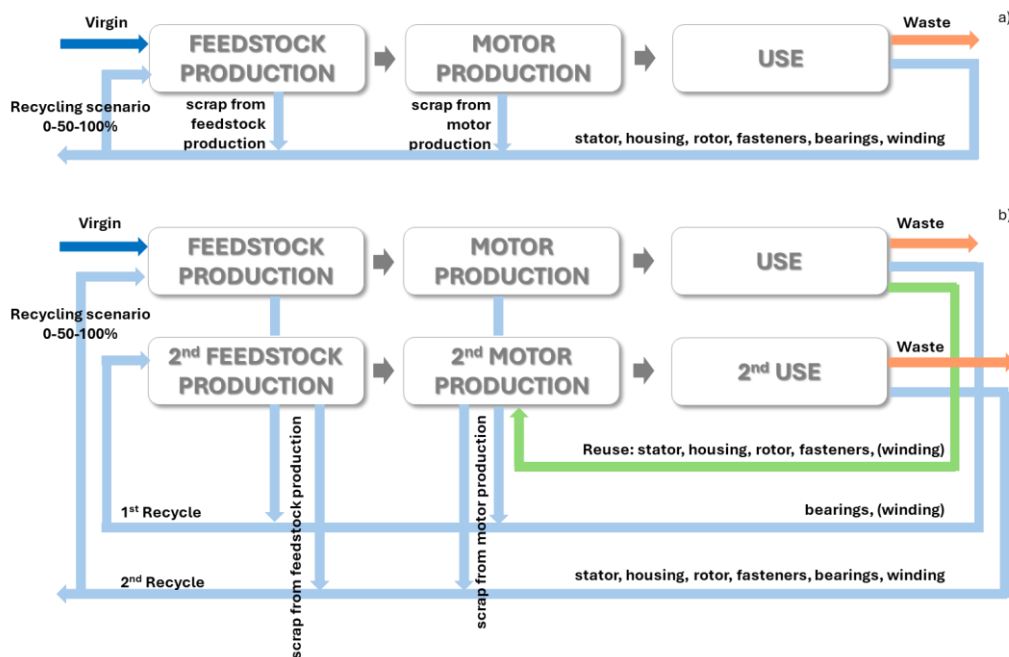 a)
Virgin
Waste
FEEDSTOCK
PRODUCTION
MOTOR
PRODUCTION
USE
Recycling scenario
0-50-100%
scrap from
feedstock
production
scrap from
motor
production
stator, housing, rotor, fasteners, bearings, winding
b)
Virgin
Waste
FEEDSTOCK
PRODUCTION
MOTOR
PRODUCTION
USE
Recycling scenario
0-50-100%
Waste
2nd FEEDSTOCK
PRODUCTION
2nd MOTOR
PRODUCTION
2nd USE
scrap from feedstock production
scrap from motor production
Reuse: stator, housing, rotor, fasteners, (winding)
1st Recycle
bearings, (winding)
2nd Recycle
stator, housing, rotor, fasteners, bearings, winding